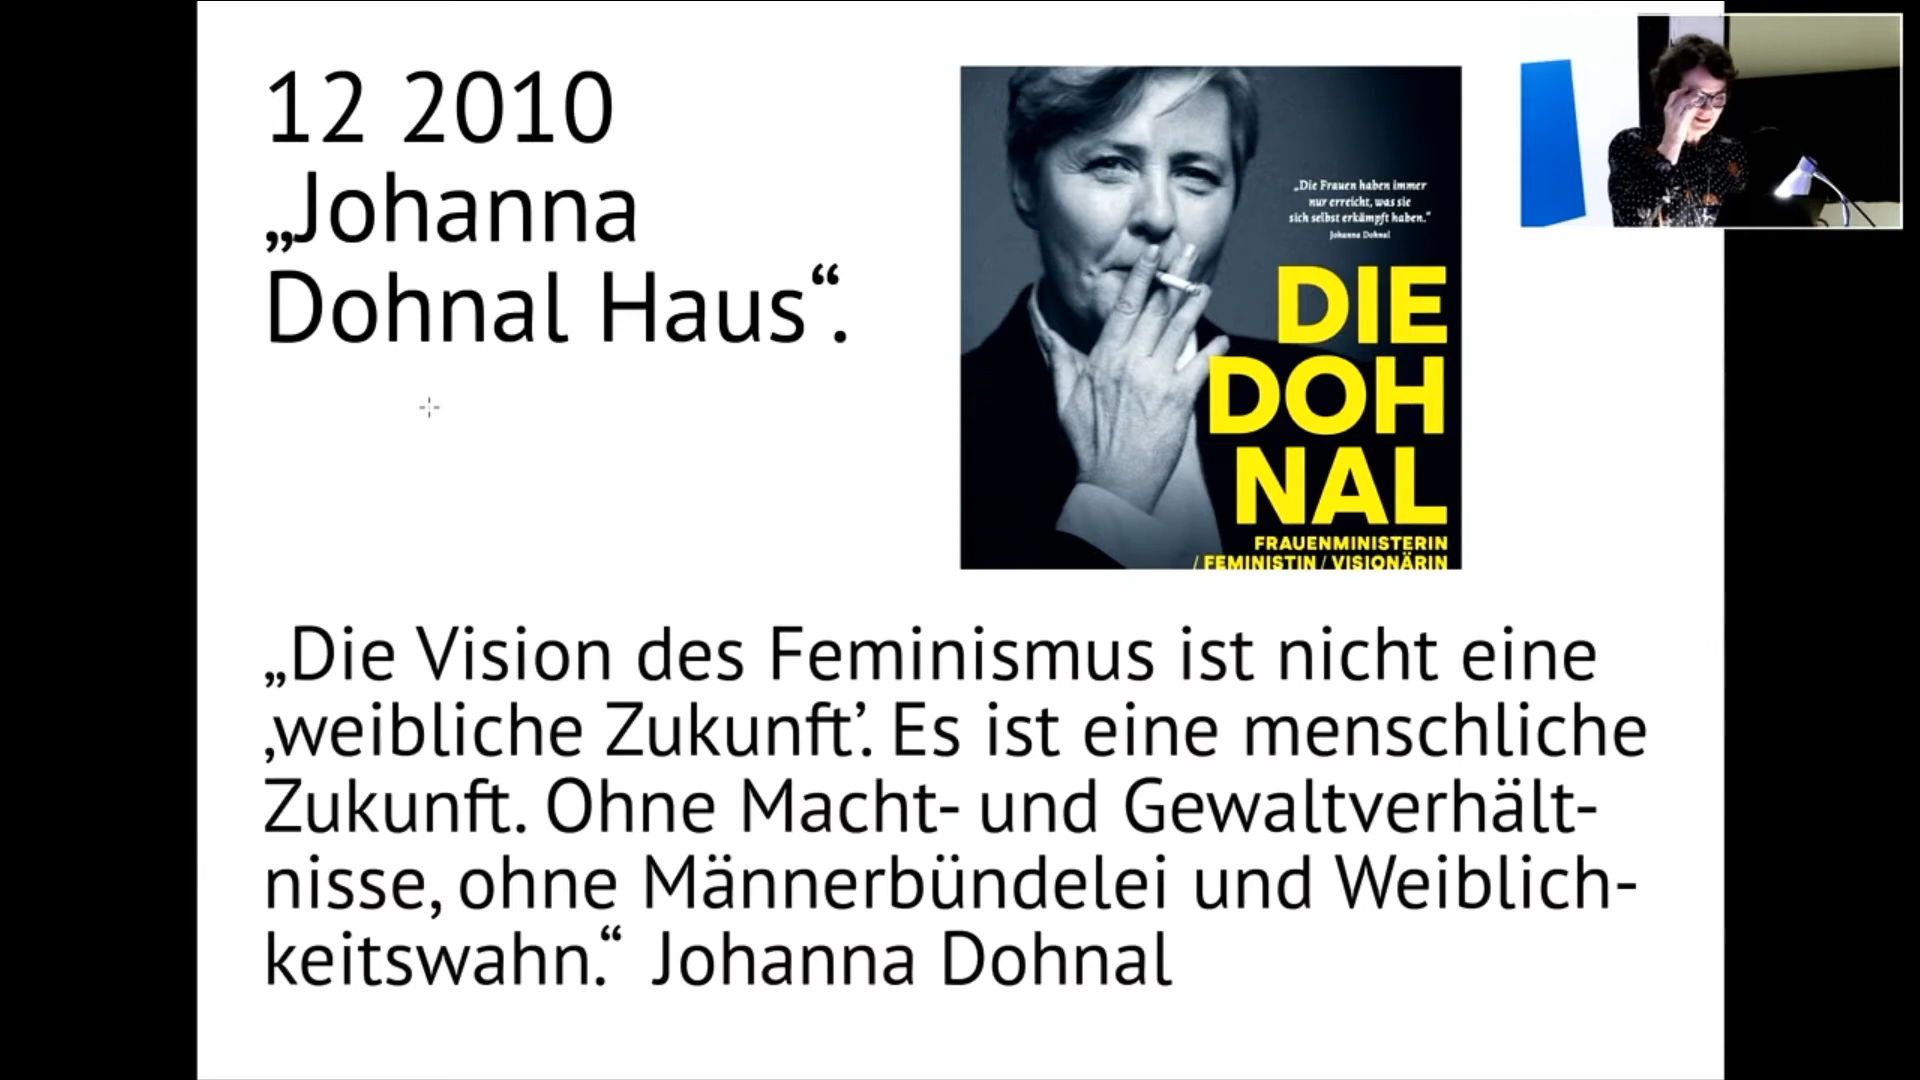 12 2010
„Johanna
Dohnal Haus“.
„Die Frauen haben immer
nur erreicht, was sie
sich selbst erkämpft haben.“
Johanna Dohnal
DIE
DOH
NAL
FRAUENMINISTERIN
/ FEMINISTIN / VISIONÄRIN
„Die Vision des Feminismus ist nicht eine
‚weibliche Zukunft’. Es ist eine menschliche
Zukunft. Ohne Macht- und Gewaltverhält-
nisse, ohne Männerbündelei und Weiblich-
keitswahn.“ Johanna Dohnal